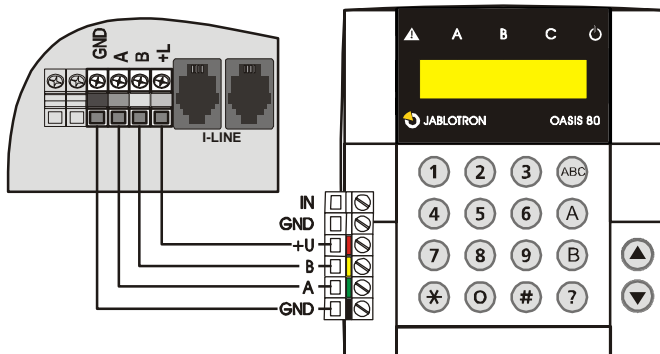 GND A B +L
I-LINE
A B C
JABLOTRON OASIS 80
1 2 3 ABC
4 5 6 A
7 8 9 B
* 0 # ?
IN
GND
+U
B
A
GND